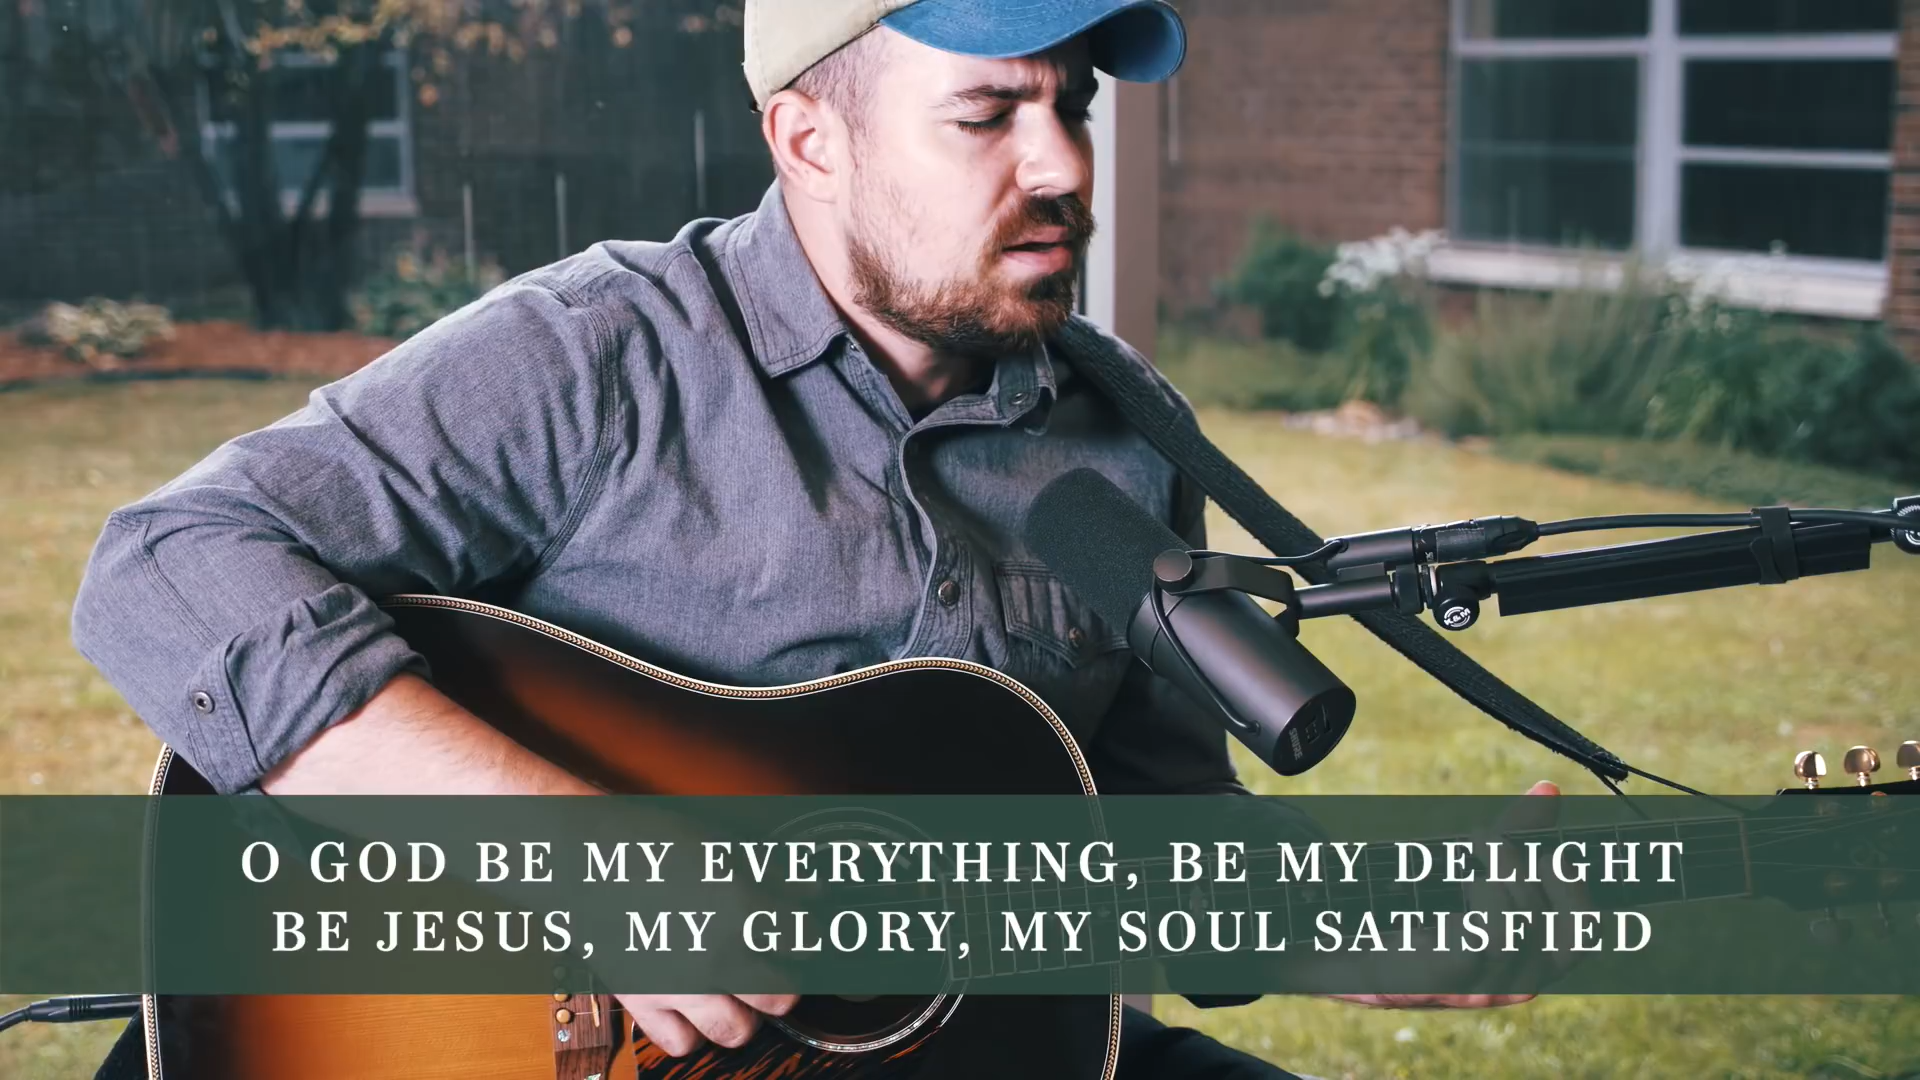 O GOD BE MY EVERYTHING, BE MY DELIGHT
BE JESUS, MY GLORY, MY SOUL SATISFIED
K&M